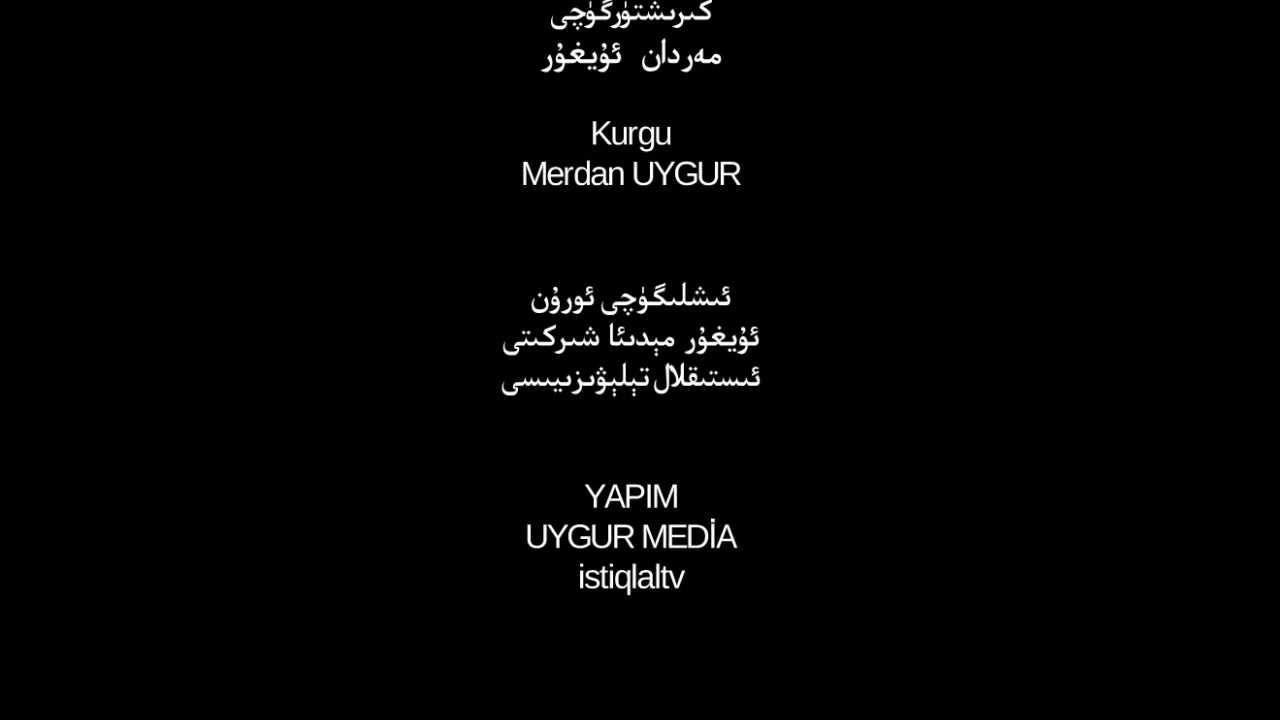 كىرىشتۈرگۈچى
مەردان ئۇيغۇر
Kurgu
Merdan UYGUR
ئىشلىگۈچى ئورۇن
ئۇيغۇر مېدىئا شىركىتى
ئىستىقلال تېلېۋىزىيىسى
YAPIM
UYGUR MEDİA
istiqlaltv